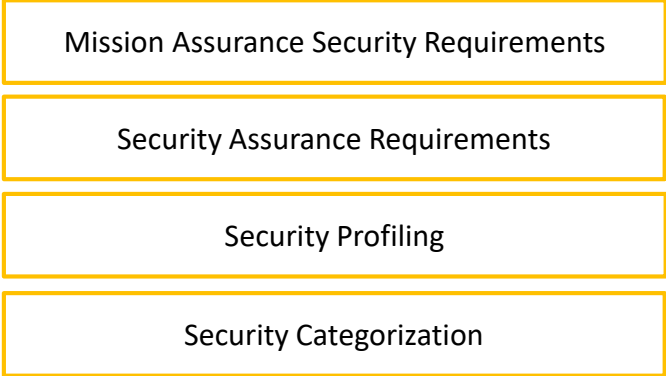 Mission Assurance Security Requirements
Security Assurance Requirements
Security Profiling
Security Categorization